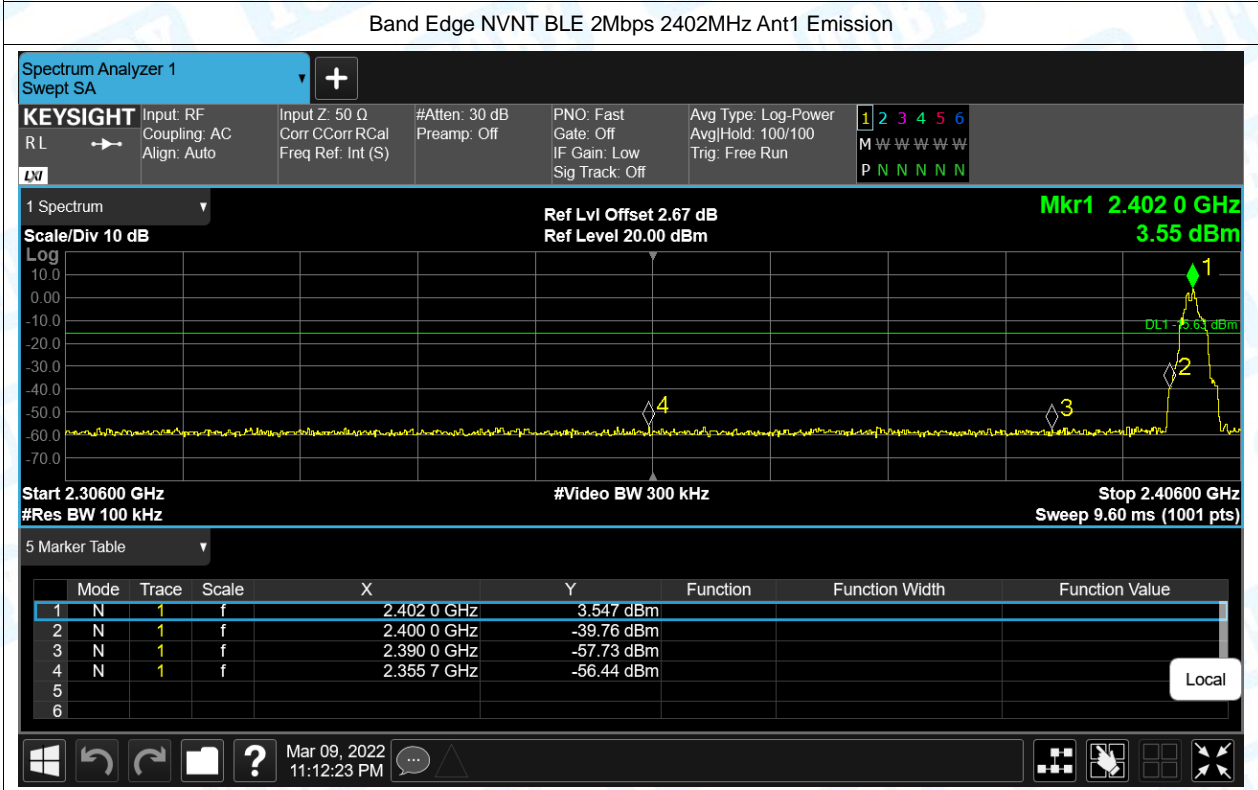 Band Edge NVNT BLE 2Mbps 2402MHz Ant1 Emission
Spectrum Analyzer 1
Swept SA
KEYSIGHT Input: RF Input Z: 50 Ω #Atten: 30 dB PNO: Fast Avg Type: Log-Power 1 2 3 4 5 6
R L Coupling: AC Corr CCorr RCal Preamp: Off Gate: Off Avg|Hold: 100/100 M W W W W W
Align: Auto Freq Ref: Int (S) IF Gain: Low Trig: Free Run
LXI Sig Track: Off P N N N N N
1 Spectrum Ref Lvl Offset 2.67 dB Mkr1 2.402 0 GHz
Scale/Div 10 dB Ref Level 20.00 dBm 3.55 dBm
Log
1
10.0
0.00
-10.0
DL1 -15.63 dBm
-20.0
-30.0
2
-40.0
4 3
-50.0
-60.0
-70.0
Start 2.30600 GHz #Video BW 300 kHz Stop 2.40600 GHz
#Res BW 100 kHz Sweep 9.60 ms (1001 pts)
5 Marker Table
Mode Trace Scale X Y Function Function Width Function Value
1 N 1 f 2.402 0 GHz 3.547 dBm
2 N 1 f 2.400 0 GHz -39.76 dBm
3 N 1 f 2.390 0 GHz -57.73 dBm
4 N 1 f 2.355 7 GHz -56.44 dBm
Local
5
6
? Mar 09, 2022
11:12:23 PM